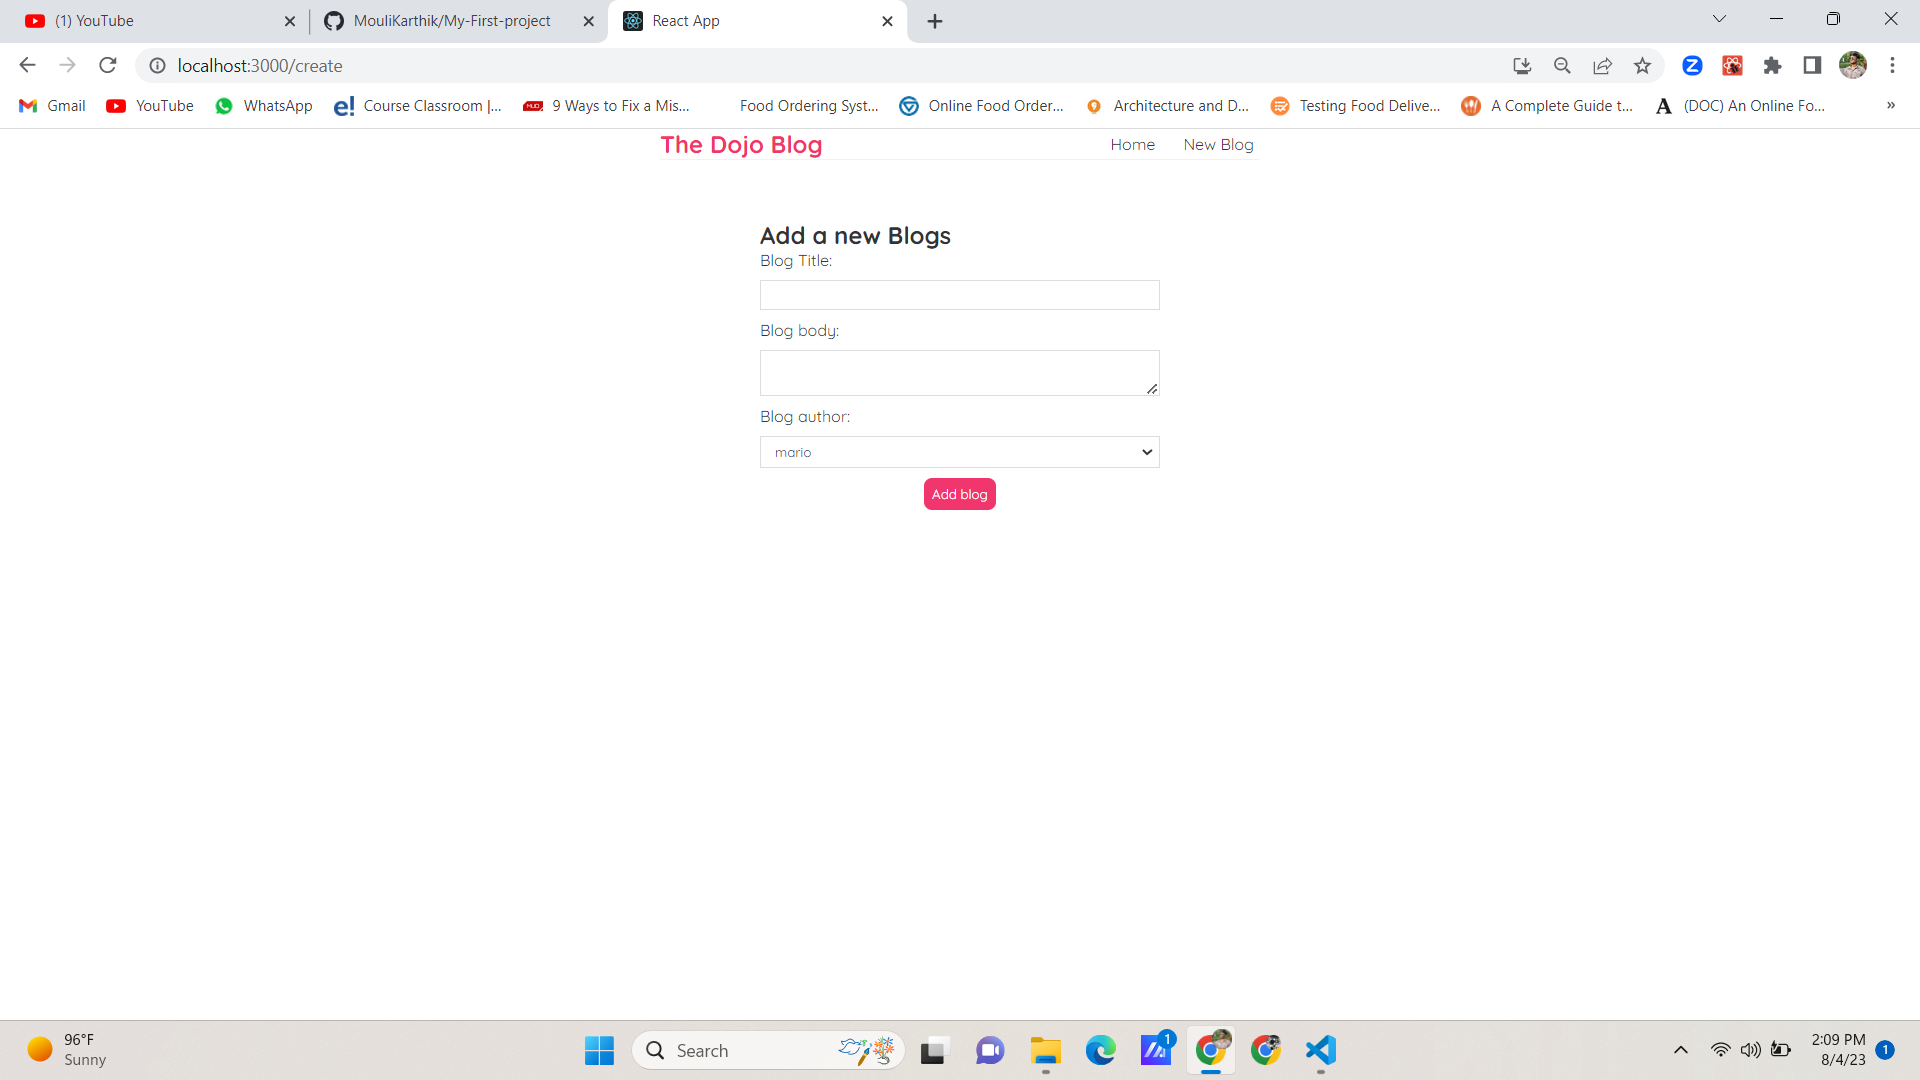 (1) YouTube
MouliKarthik/My-First-project
React App
localhost:3000/create
Gmail
YouTube
WhatsApp
Course Classroom |...
9 Ways to Fix a Mis...
Food Ordering Syst...
Online Food Order...
Architecture and D...
Testing Food Delive...
A Complete Guide t...
(DOC) An Online Fo...
»
The Dojo Blog
Home
New Blog
Add a new Blogs
Blog Title:
Blog body:
Blog author:
mario
Add blog
96°F
Sunny
Search
1
2:09 PM
8/4/23
1